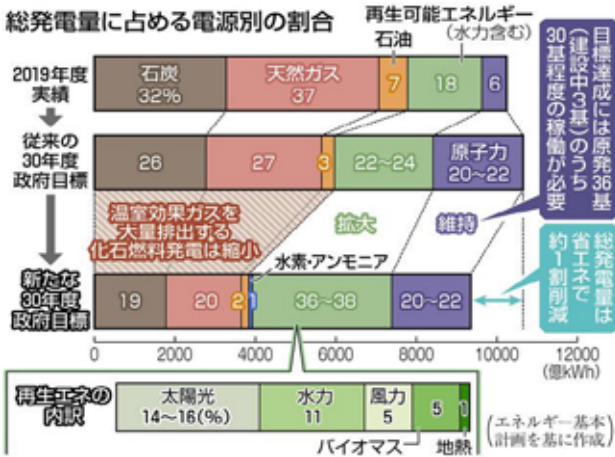 総発電量に占める電源別の割合
再生可能エネルギー
(水力含む)
石油
2019年度
実績
石炭
32%
天然ガス
37
7
18
6
従来の
30年度
政府目標
26
27
3
22〜24
原子力
20〜22
温室効果ガスを
大量排出する
化石燃料発電は縮小
拡大
維持
水素・アンモニア
新たな
30年度
政府目標
19
20
2
1
36〜38
20〜22
0
2000
4000
6000
8000
10000
12000
(億kWh)
目標達成には原発36基
(建設中3基)のうち
30基程度の稼働が必要
総発電量は
省エネで
約1割削減
再生エネの
内訳
太陽光
14〜16(%)
水力
11
風力
5
5
1
バイオマス
地熱
(エネルギー基本
計画を基に作成)